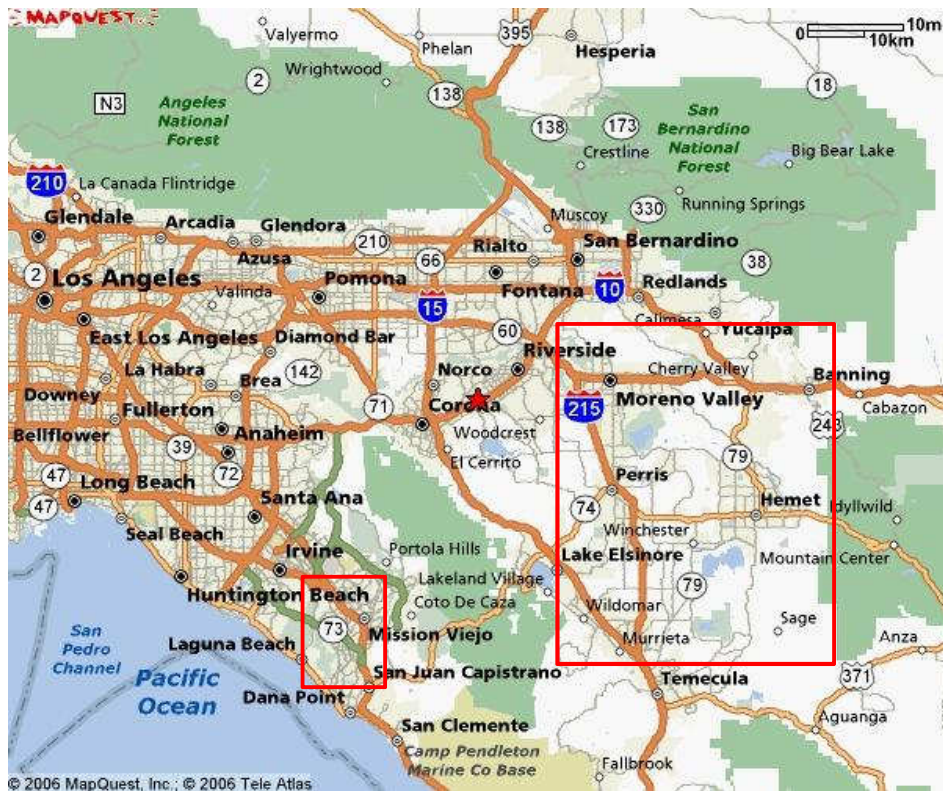 MAPQUEST
Valyermo
Phelan
395
Hesperia
0
10m
10km
2
Wrightwood
138
18
N3
Angeles
National
Forest
138
173
San
Bernardino
National
Forest
Crestline
Big Bear Lake
210
La Canada Flintridge
330
Running Springs
Glendale
Arcadia
Glendora
Muscoy
210
Rialto
San Bernardino
Azusa
66
38
2
Los Angeles
Pomona
Fontana
10
Redlands
Valinda
15
Calimesa
East Los Angeles
Diamond Bar
60
Yucaipa
Riverside
La Habra
142
Norco
Cherry Valley
Banning
Downey
Brea
71
Corona
215
Moreno Valley
Cabazon
Fullerton
243
Bellflower
Anaheim
Woodcrest
39
El Cerrito
79
47
72
Perris
Long Beach
Santa Ana
Hemet
47
74
Idyllwild
Seal Beach
Winchester
Irvine
Portola Hills
Lake Elsinore
Mountain Center
Lakeland Village
79
Huntington Beach
Coto De Caza
Wildomar
73
Sage
San
Pedro
Channel
Laguna Beach
Mission Viejo
Murrieta
Anza
San Juan Capistrano
371
Pacific
Ocean
Temecula
Dana Point
Aguanga
San Clemente
Camp Pendleton
Marine Co Base
Fallbrook
© 2006 MapQuest, Inc.; © 2006 Tele Atlas